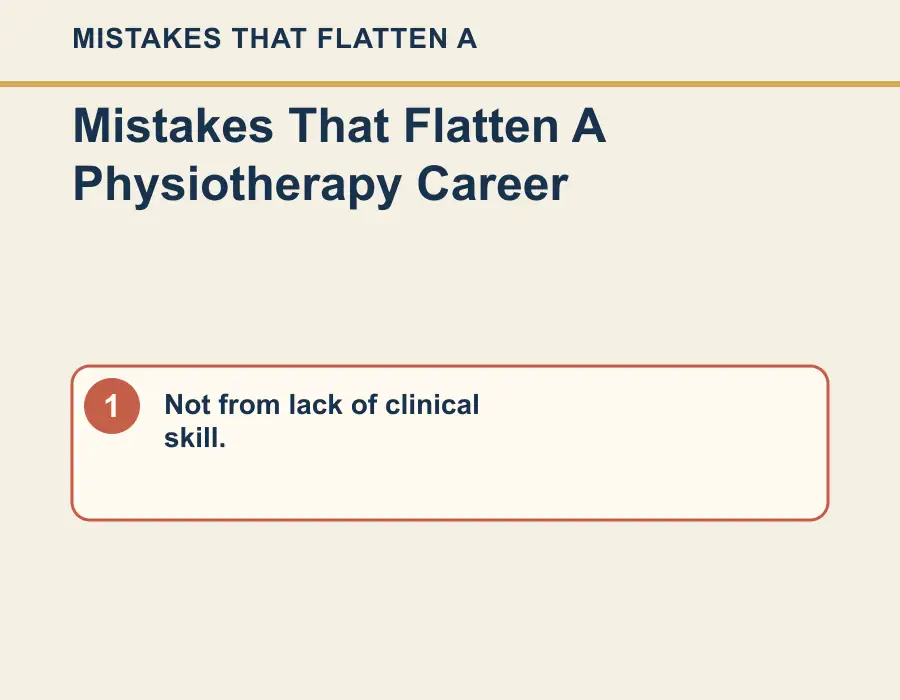 MISTAKES THAT FLATTEN A
Mistakes That Flatten A
Physiotherapy Career
1
Not from lack of clinical
skill.